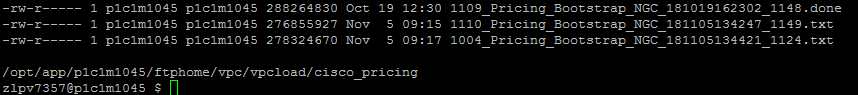 -rw-r----- 1 p1c1m1045 p1c1m1045 288264830 Oct 19 12:30 1109_Pricing_Bootstrap_NGC_181019162302_1148.done
-rw-r----- 1 p1c1m1045 p1c1m1045 276855927 Nov  5 09:15 1110_Pricing_Bootstrap_NGC_181105134247_1149.txt
-rw-r----- 1 p1c1m1045 p1c1m1045 278324670 Nov  5 09:17 1004_Pricing_Bootstrap_NGC_181105134421_1124.txt
/opt/app/p1c1m1045/ftphome/vpc/vpcload/cisco_pricing
zlpv7357@p1c1m1045 $